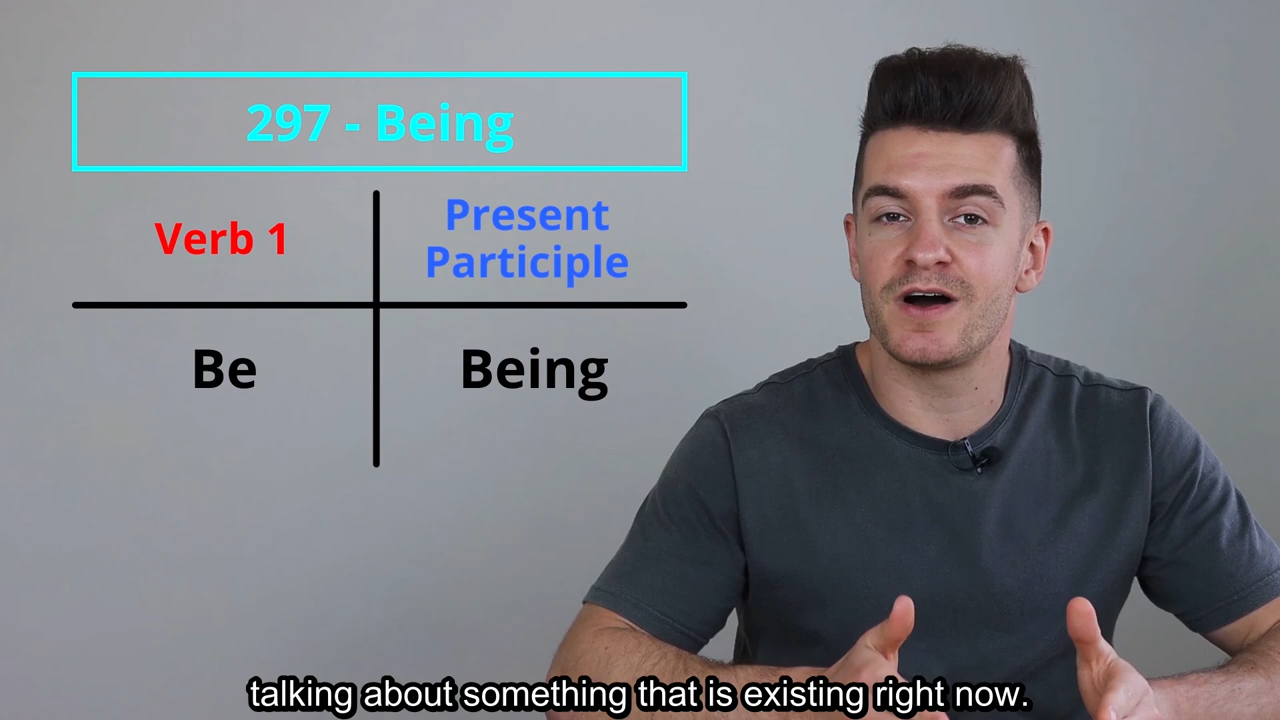 297 - Being
Verb 1
Present
Participle
Be
Being
talking about something that is existing right now.